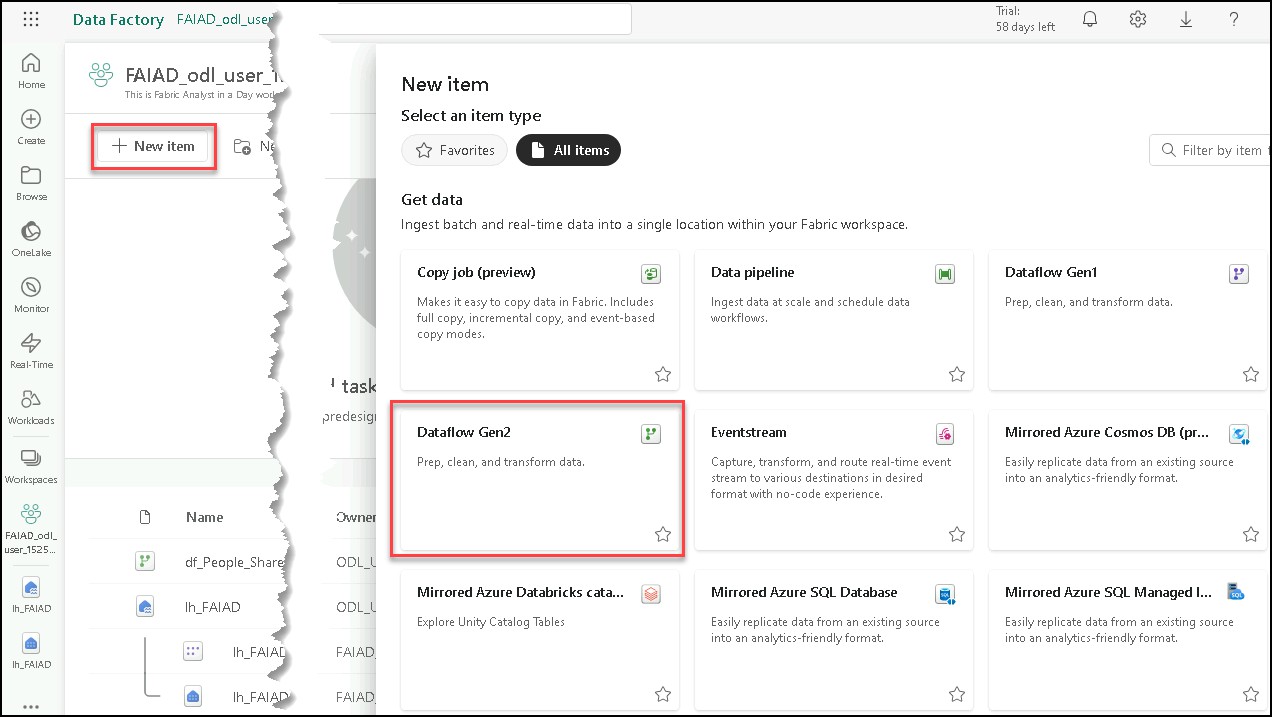 Data Factory FAIAD_odl_user
Trial:
58 days left
Home
Create
Browse
OneLake
Monitor
Real-Time
Workloads
Workspaces
FAIAD_odl_
user_1525...
lh_FAIAD
lh_FAIAD
FAIAD_odl_user_1
This is Fabric Analyst in a Day
New item
task
predesig
Name
Owner
df_People_Share
ODL_U
lh_FAIAD
ODL_U
lh_FAIAD
FAIAD_
lh_FAIAD
FAIAD_
New item
Select an item type
Favorites
All items
Filter by item
Get data
Ingest batch and real-time data into a single location within your Fabric workspace.
Copy job (preview)
Makes it easy to copy data in Fabric. Includes
full copy, incremental copy, and event-based
copy modes.
Data pipeline
Ingest data at scale and schedule data
workflows.
Dataflow Gen1
Prep, clean, and transform data.
Dataflow Gen2
Prep, clean, and transform data.
Eventstream
Capture, transform, and route real-time event
stream to various destinations in desired
format with no-code experience.
Mirrored Azure Cosmos DB (pr...
Easily replicate data from an existing source
into an analytics-friendly format.
Mirrored Azure Databricks cata...
Explore Unity Catalog Tables
Mirrored Azure SQL Database
Easily replicate data from an existing source
into an analytics-friendly format.
Mirrored Azure SQL Managed I...
Easily replicate data from an existing source
into an analytics-friendly format.